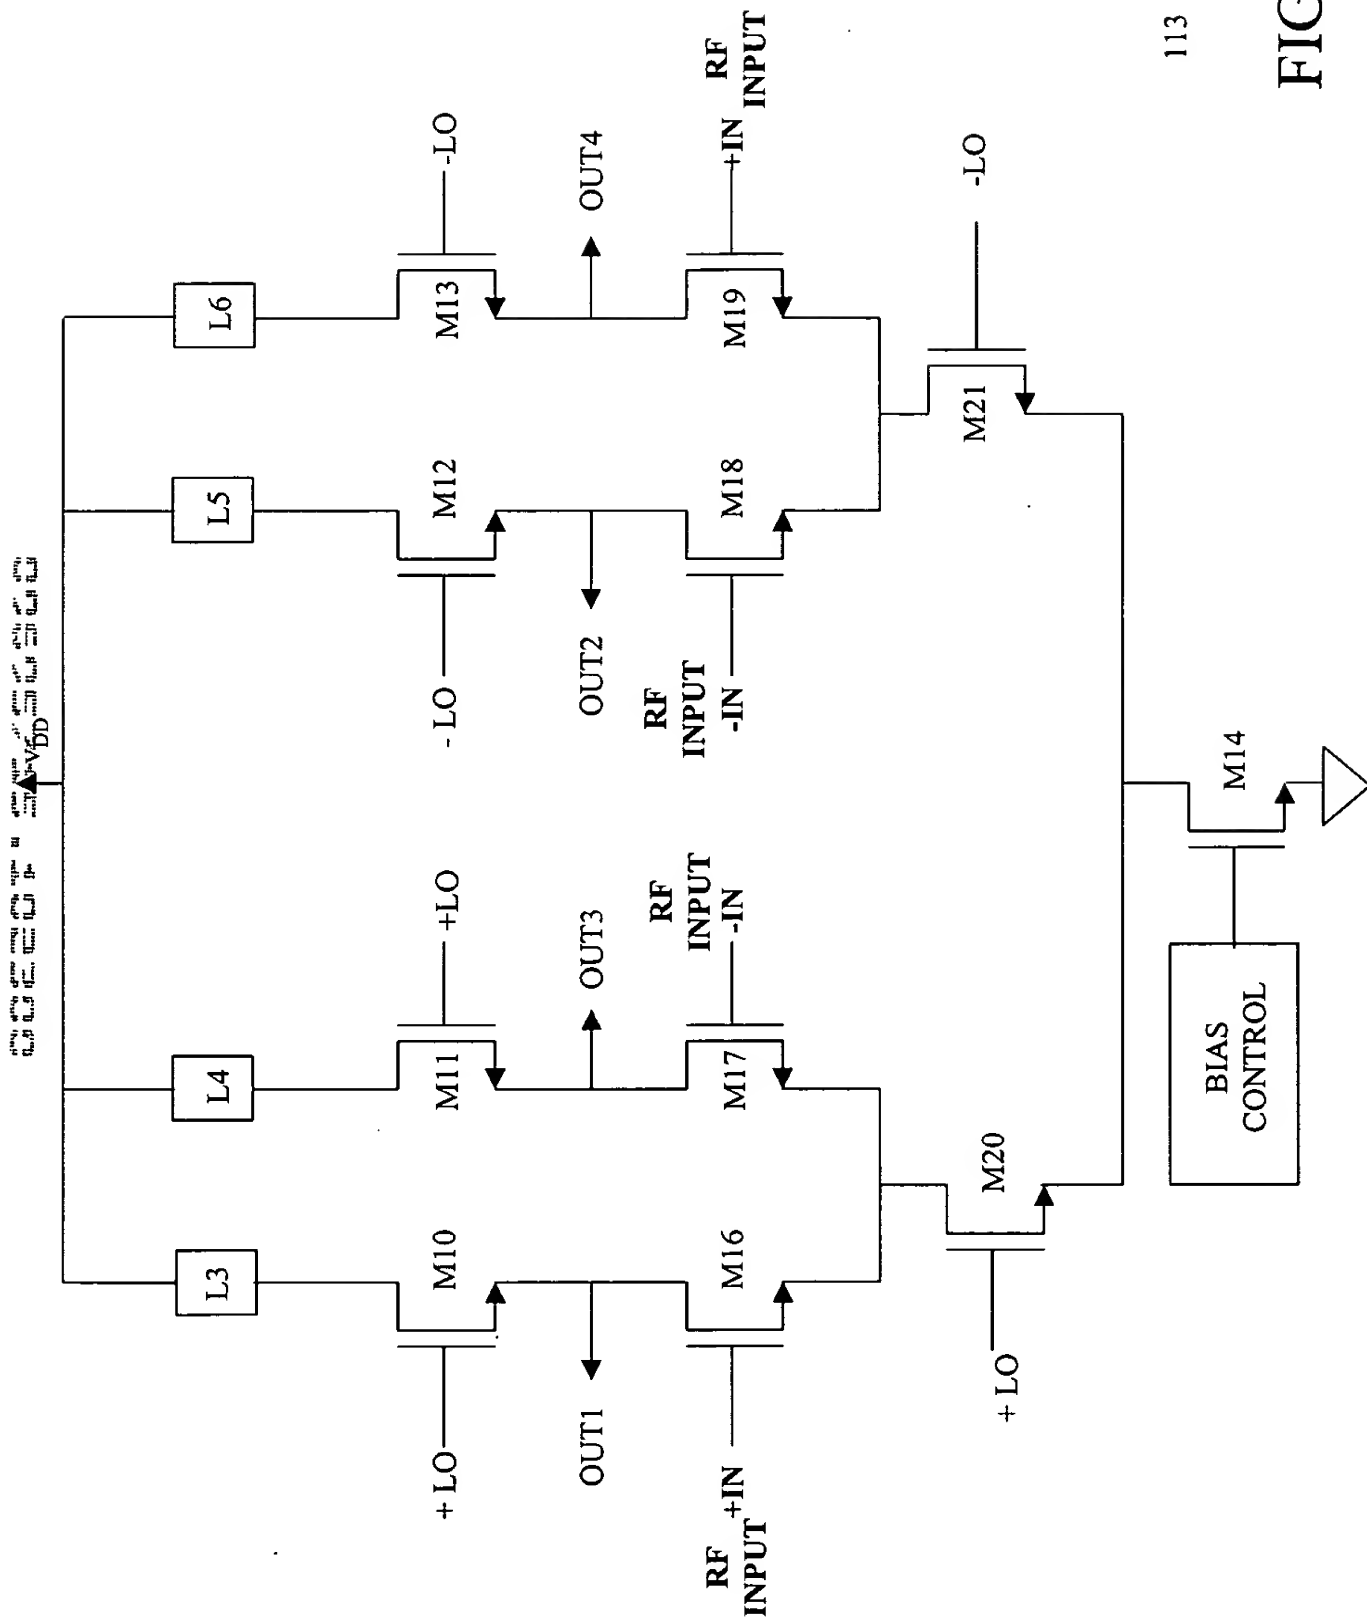 V
DD
L3
L4
L5
L6
+ LO
M10
M11
+LO
- LO
M12
M13
-LO
OUT1
OUT3
OUT2
OUT4
RF
INPUT
+IN
M16
M17
RF
INPUT
-IN
RF
INPUT
-IN
M18
M19
RF
INPUT
+IN
+ LO
M20
M21
-LO
BIAS
CONTROL
M14
113
FIG